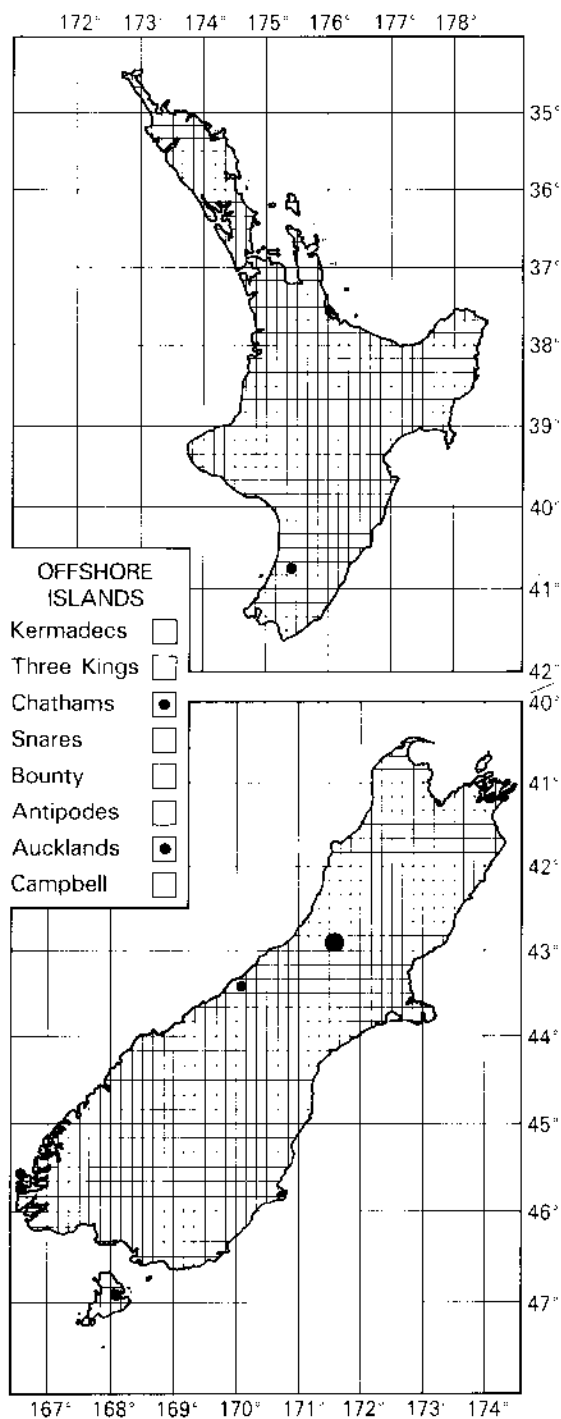 172° 173° 174° 175° 176° 177° 178°
35°
36°
37°
38°
39°
40°
41°
42°
OFFSHORE
ISLANDS
Kermadecs
Three Kings
Chathams
Snares
Bounty
Antipodes
Aucklands
Campbell
40°
41°
42°
43°
44°
45°
46°
47°
167° 168° 169° 170° 171° 172° 173° 174°